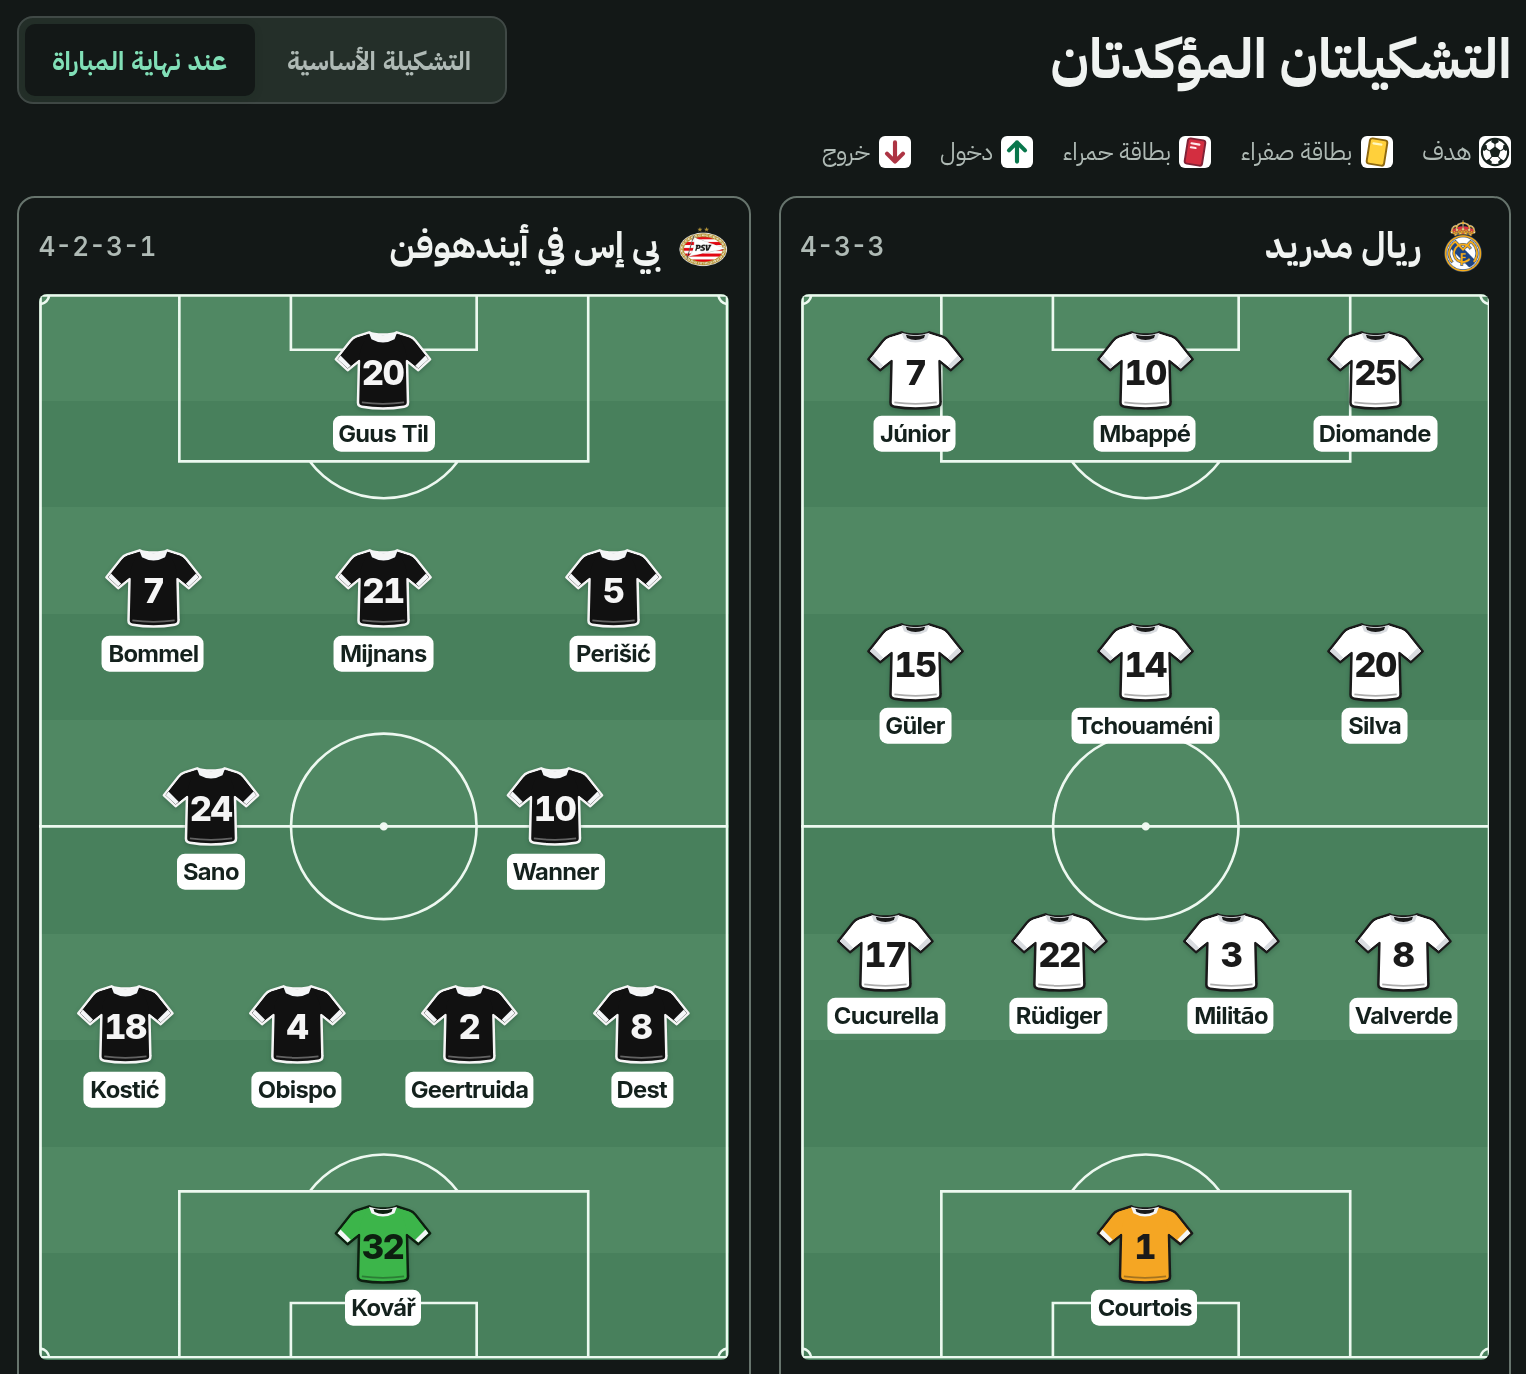 التشكيلتان المؤكدتان
التشكيلة الأساسية
عند نهاية المباراة
هدف
بطاقة صفراء
بطاقة حمراء
دخول
خروج
ريال مدريد
4-3-3
25
10
7
Diomande
Mbappé
Júnior
20
14
15
Silva
Tchouaméni
Güler
8
3
22
17
Valverde
Militão
Rüdiger
Cucurella
1
Courtois
بي إس في أيندهوفن
PSV
4-2-3-1
20
Guus Til
5
21
7
Perišić
Mijnans
Bommel
10
24
Wanner
Sano
8
2
4
18
Dest
Geertruida
Obispo
Kostić
32
Kovář